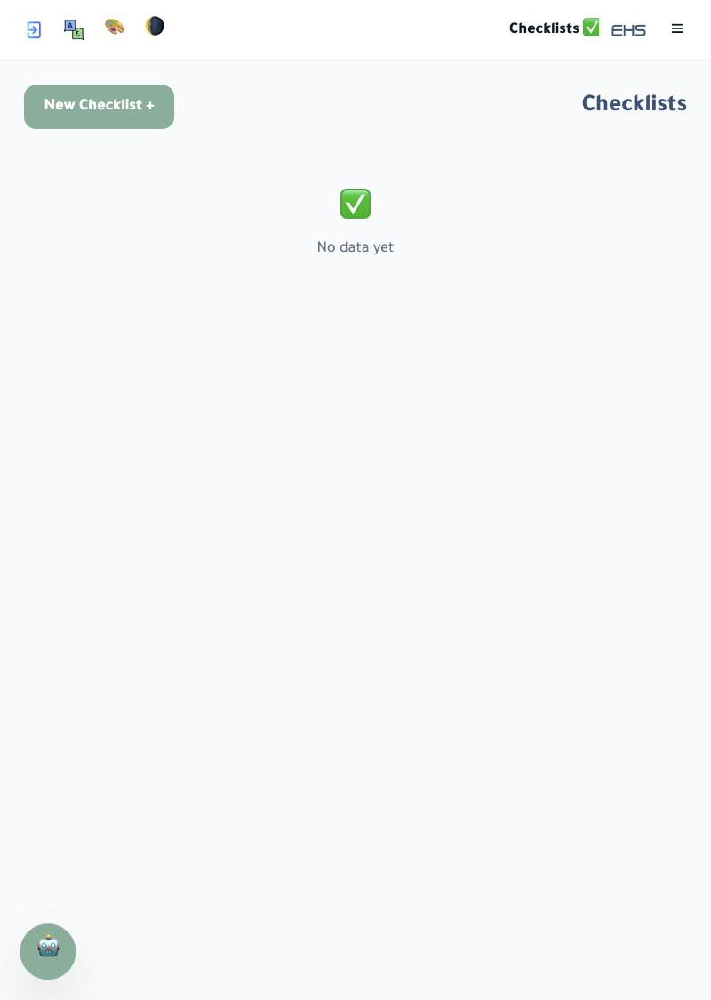 Checklists ✅ EHS ≡
Checklists
New Checklist +
No data yet